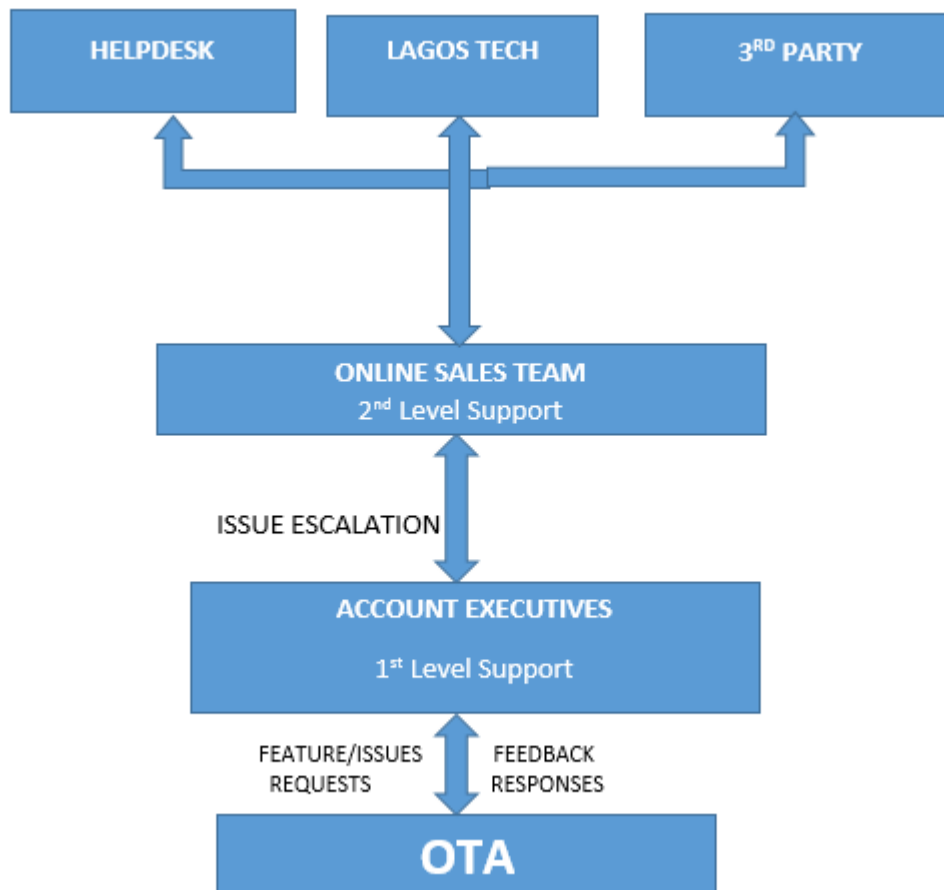 HELPDESK
LAGOS TECH
3RD PARTY
ONLINE SALES TEAM
2nd Level Support
ISSUE ESCALATION
ACCOUNT EXECUTIVES
1st Level Support
FEATURE/ISSUES
REQUESTS
FEEDBACK
RESPONSES
OTA